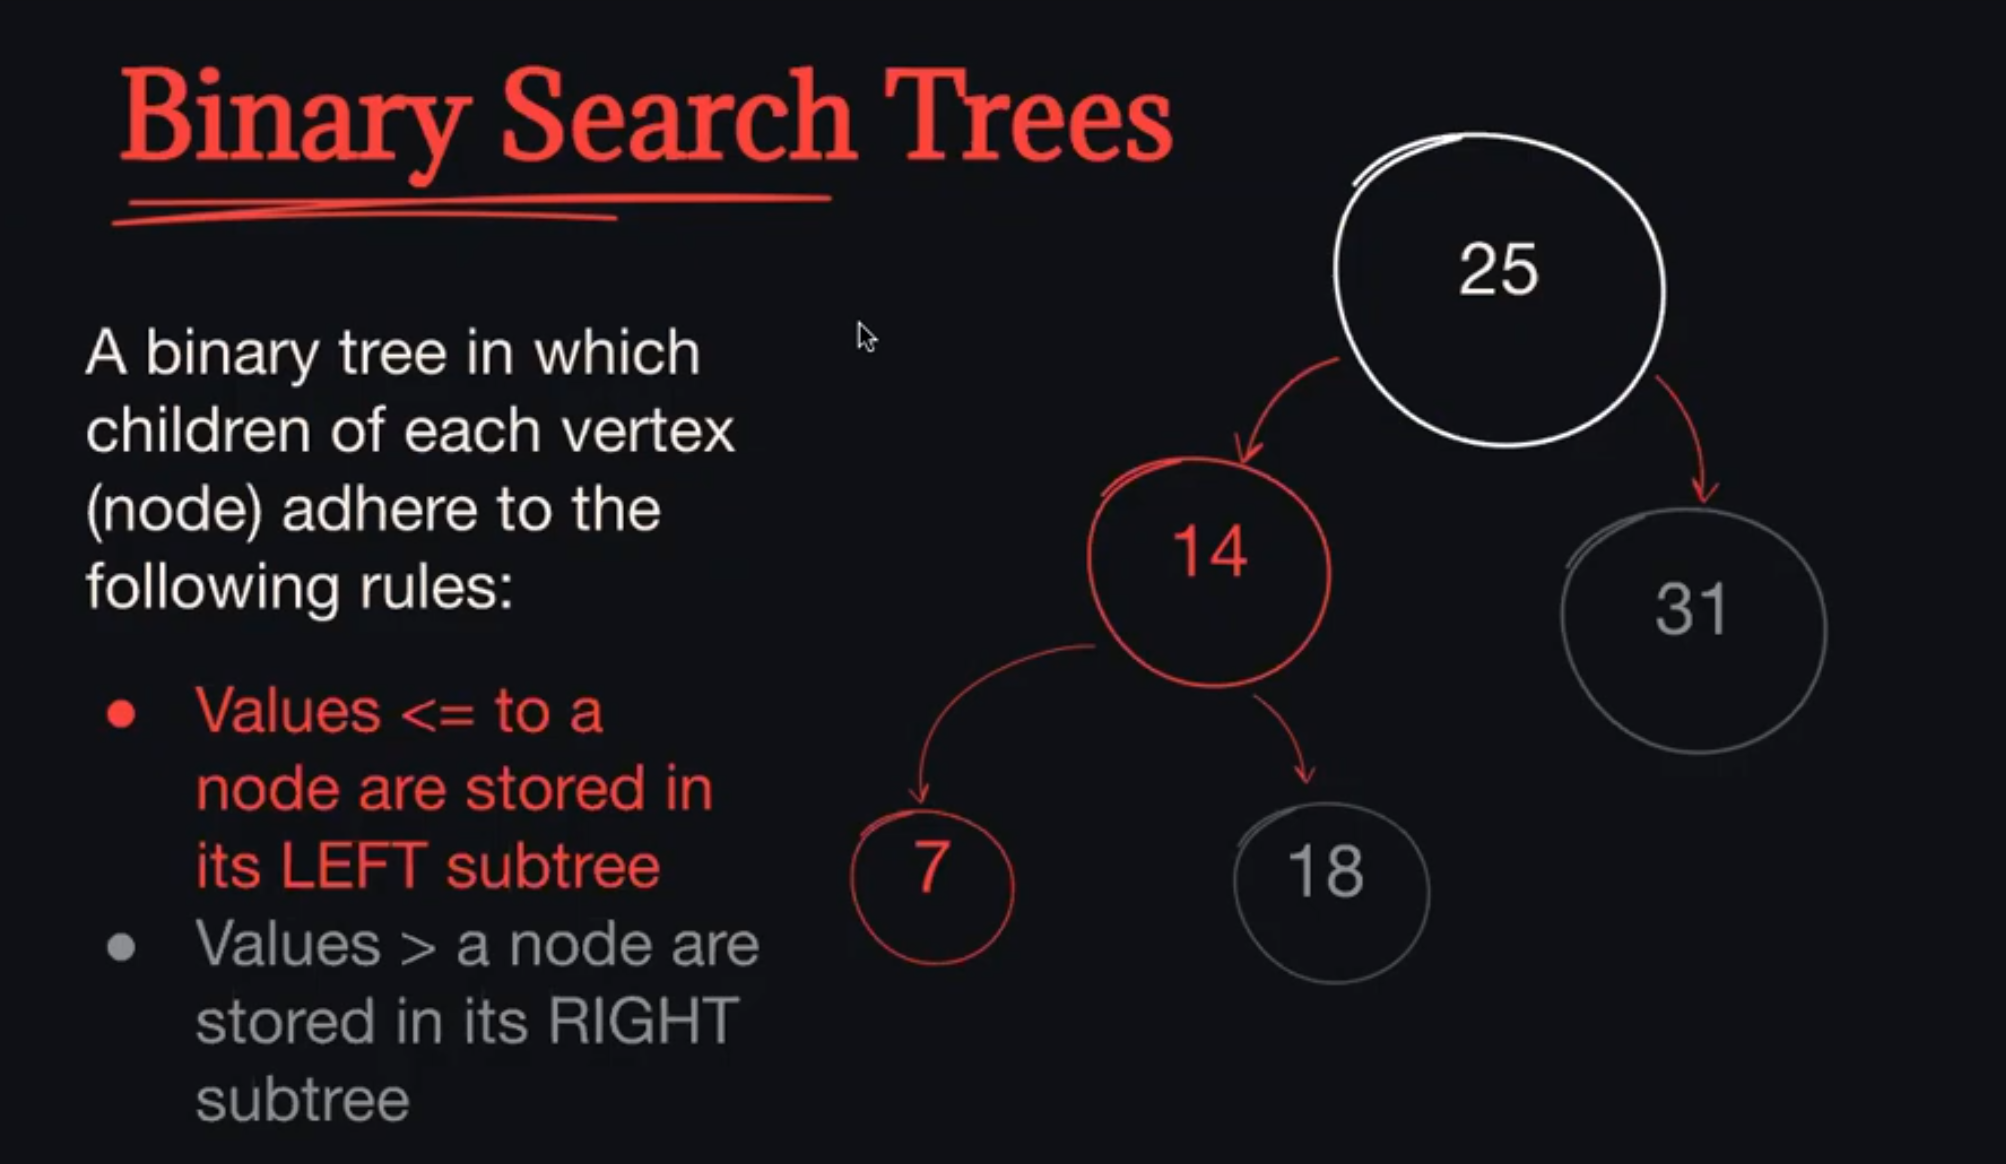 Binary Search Trees
A binary tree in which
children of each vertex
(node) adhere to the
following rules:
● Values <= to a
node are stored in
its LEFT subtree
● Values > a node are
stored in its RIGHT
subtree
25
14
31
7
18